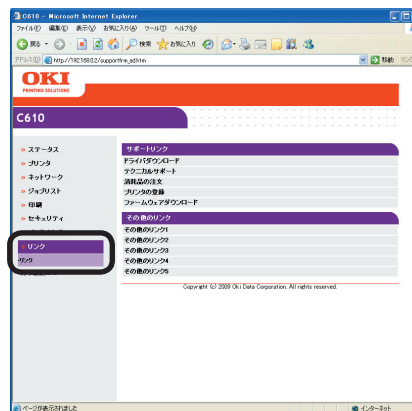 C610 - Microsoft Internet Explorer
ファイル(F) 編集(E) 表示(V) お気に入り(A) ツール(T) ヘルプ(H)
戻る 検索 お気に入り
アドレス(D) http://192.168.0.2/supportfrm_ad.htm 移動
OKI
PRINTING SOLUTIONS
C610
» ステータス
» プリンタ
» ネットワーク
» ジョブリスト
» 印刷
» セキュリティ
» リンク
-リンク
サポートリンク
ドライバダウンロード
テクニカルサポート
消耗品の注文
プリンタの登録
ファームウェアダウンロード
その他のリンク
その他のリンク1
その他のリンク2
その他のリンク3
その他のリンク4
その他のリンク5
Copyright (c) 2009 Oki Data Corporation. All rights reserved.
ページが表示されました
インターネット